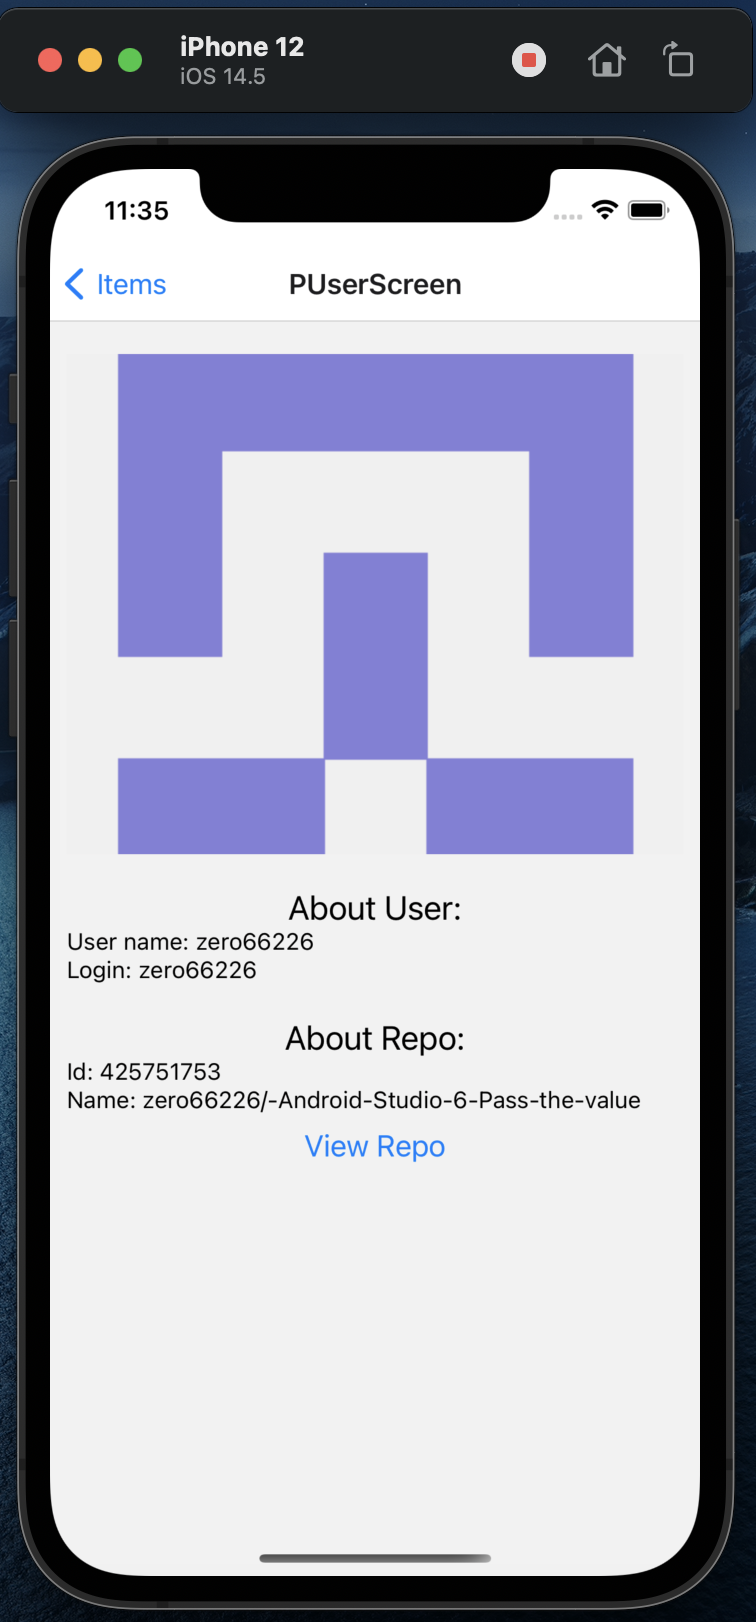 iPhone 12
iOS 14.5
11:35
Items
PUserScreen
About User:
User name: zero66226
Login: zero66226
About Repo:
Id: 425751753
Name: zero66226/-Android-Studio-6-Pass-the-value
View Repo